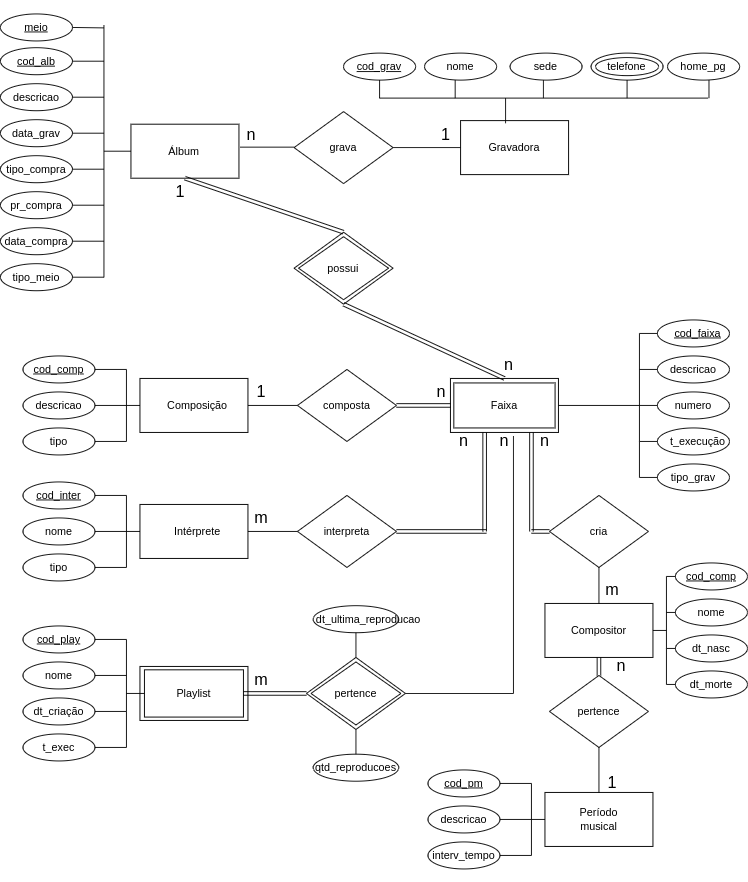 meio
cod_alb
descricao
data_grav
tipo_compra
pr_compra
data_compra
tipo_meio
Álbum
n
1
grava
1
cod_grav
nome
sede
telefone
home_pg
Gravadora
possui
n
cod_comp
descricao
tipo
Composição
1
composta
n
Faixa
n
n
n
cod_faixa
descricao
numero
t_execução
tipo_grav
cod_inter
nome
tipo
Intérprete
m
interpreta
cria
m
Compositor
n
cod_comp
nome
dt_nasc
dt_morte
cod_play
nome
dt_criação
t_exec
Playlist
m
dt_ultima_reproducao
pertence
qtd_reproducoes
pertence
1
cod_pm
descricao
interv_tempo
Período
musical